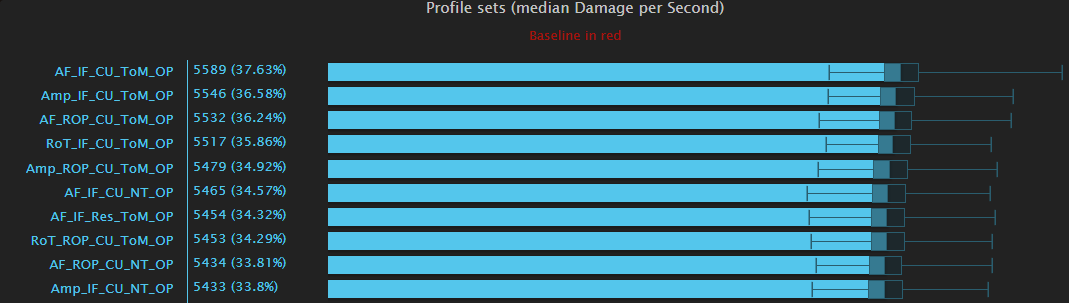 Profile sets (median Damage per Second)
Baseline in red
AF_IF_CU_ToM_OP 5589 (37.63%)
Amp_IF_CU_ToM_OP 5546 (36.58%)
AF_ROP_CU_ToM_OP 5532 (36.24%)
RoT_IF_CU_ToM_OP 5517 (35.86%)
Amp_ROP_CU_ToM_OP 5479 (34.92%)
AF_IF_CU_NT_OP 5465 (34.57%)
AF_IF_Res_ToM_OP 5454 (34.32%)
RoT_ROP_CU_ToM_OP 5453 (34.29%)
AF_ROP_CU_NT_OP 5434 (33.81%)
Amp_IF_CU_NT_OP 5433 (33.8%)